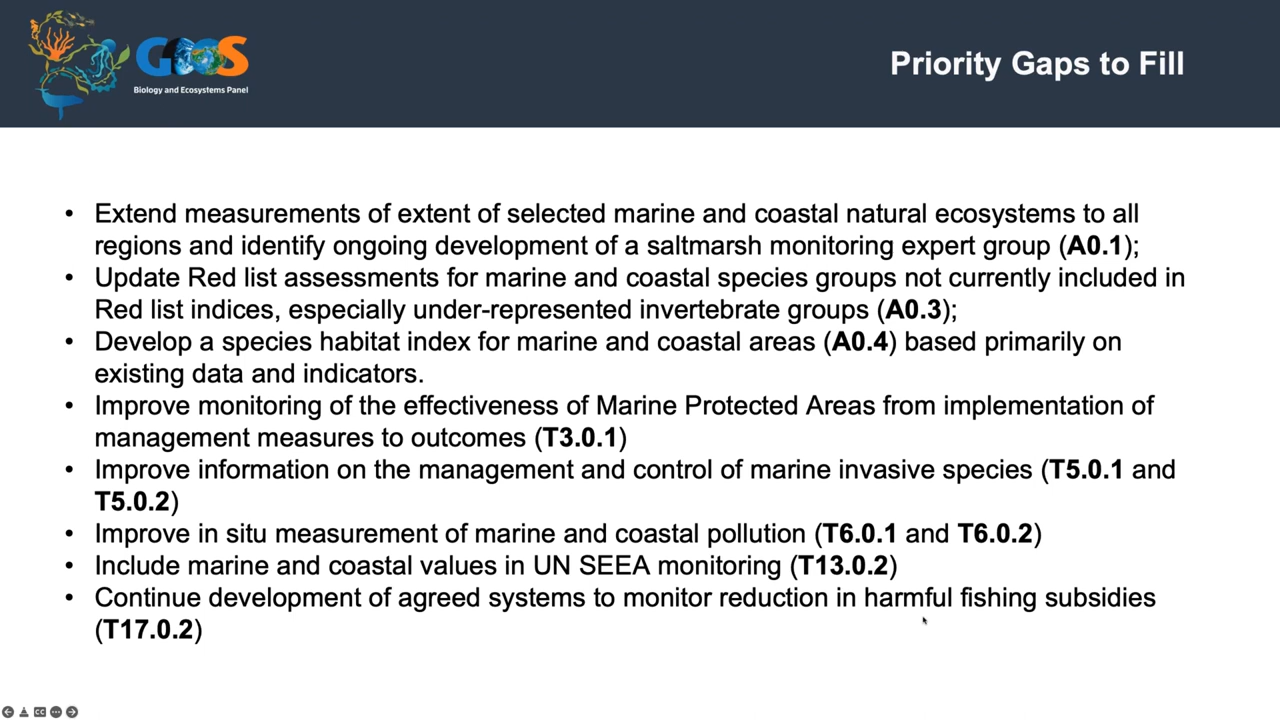 GOOS
Biology and Ecosystems Panel
Priority Gaps to Fill
• Extend measurements of extent of selected marine and coastal natural ecosystems to all
regions and identify ongoing development of a saltmarsh monitoring expert group (A0.1);
• Update Red list assessments for marine and coastal species groups not currently included in
Red list indices, especially under-represented invertebrate groups (A0.3);
• Develop a species habitat index for marine and coastal areas (A0.4) based primarily on
existing data and indicators.
• Improve monitoring of the effectiveness of Marine Protected Areas from implementation of
management measures to outcomes (T3.0.1)
• Improve information on the management and control of marine invasive species (T5.0.1 and
T5.0.2)
• Improve in situ measurement of marine and coastal pollution (T6.0.1 and T6.0.2)
• Include marine and coastal values in UN SEEA monitoring (T13.0.2)
• Continue development of agreed systems to monitor reduction in harmful fishing subsidies
(T17.0.2)
CC